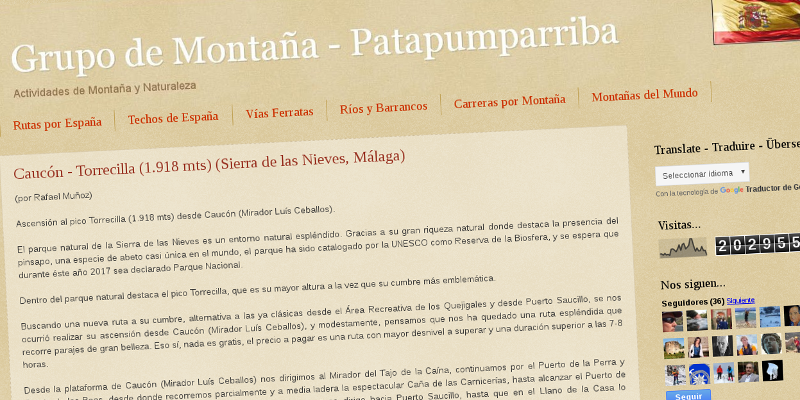 Grupo de Montaña - Patapumparriba
Actividades de Montaña y Naturaleza
Rutas por España
Techos de España
Vías Ferratas
Ríos y Barrancos
Carreras por Montaña
Montañas del Mundo
Caucón - Torrecilla (1.918 mts) (Sierra de las Nieves, Málaga)
(por Rafael Muñoz)
Ascensión al pico Torrecilla (1.918 mts) desde Caucón (Mirador Luís Ceballos).
El parque natural de la Sierra de las Nieves es un entorno natural espléndido. Gracias a su gran riqueza natural donde destaca la presencia del
pinsapo, una especie de abeto casi única en el mundo, el parque ha sido catalogado por la UNESCO como Reserva de la Biosfera, y se espera que
durante éste año 2017 sea declarado Parque Nacional.
Dentro del parque natural destaca el pico Torrecilla, que es su mayor altura a la vez que su cumbre más emblemática.
Buscando una nueva ruta a su cumbre, alternativa a las ya clásicas desde el Área Recreativa de los Quejigales y desde Puerto Saucillo, se nos
ocurrió realizar su ascensión desde Caucón (Mirador Luís Ceballos), y modestamente, pensamos que nos ha quedado una ruta espléndida que
recorre parajes de gran belleza. Eso sí, nada es gratis, el precio a pagar es una ruta con mayor desnivel a superar y una duración superior a las 7-8
horas.
Desde la plataforma de Caucón (Mirador Luís Ceballos) nos dirigimos al Mirador del Tajo de la Caína, continuamos por el Puerto de la Perra y
desde donde recorremos parcialmente y a media ladera la espectacular Caña de las Carnicerías, hasta alcanzar el Puerto de
dirige hacia Puerto Saucillo, hasta que en el Llano de la Casa lo
Translate - Traduire - Überse
Seleccionar idioma
Con la tecnología de Google Traductor de Go
Visitas...
202955
Nos siguen...
Seguidores (36) Siguiente
Seguir